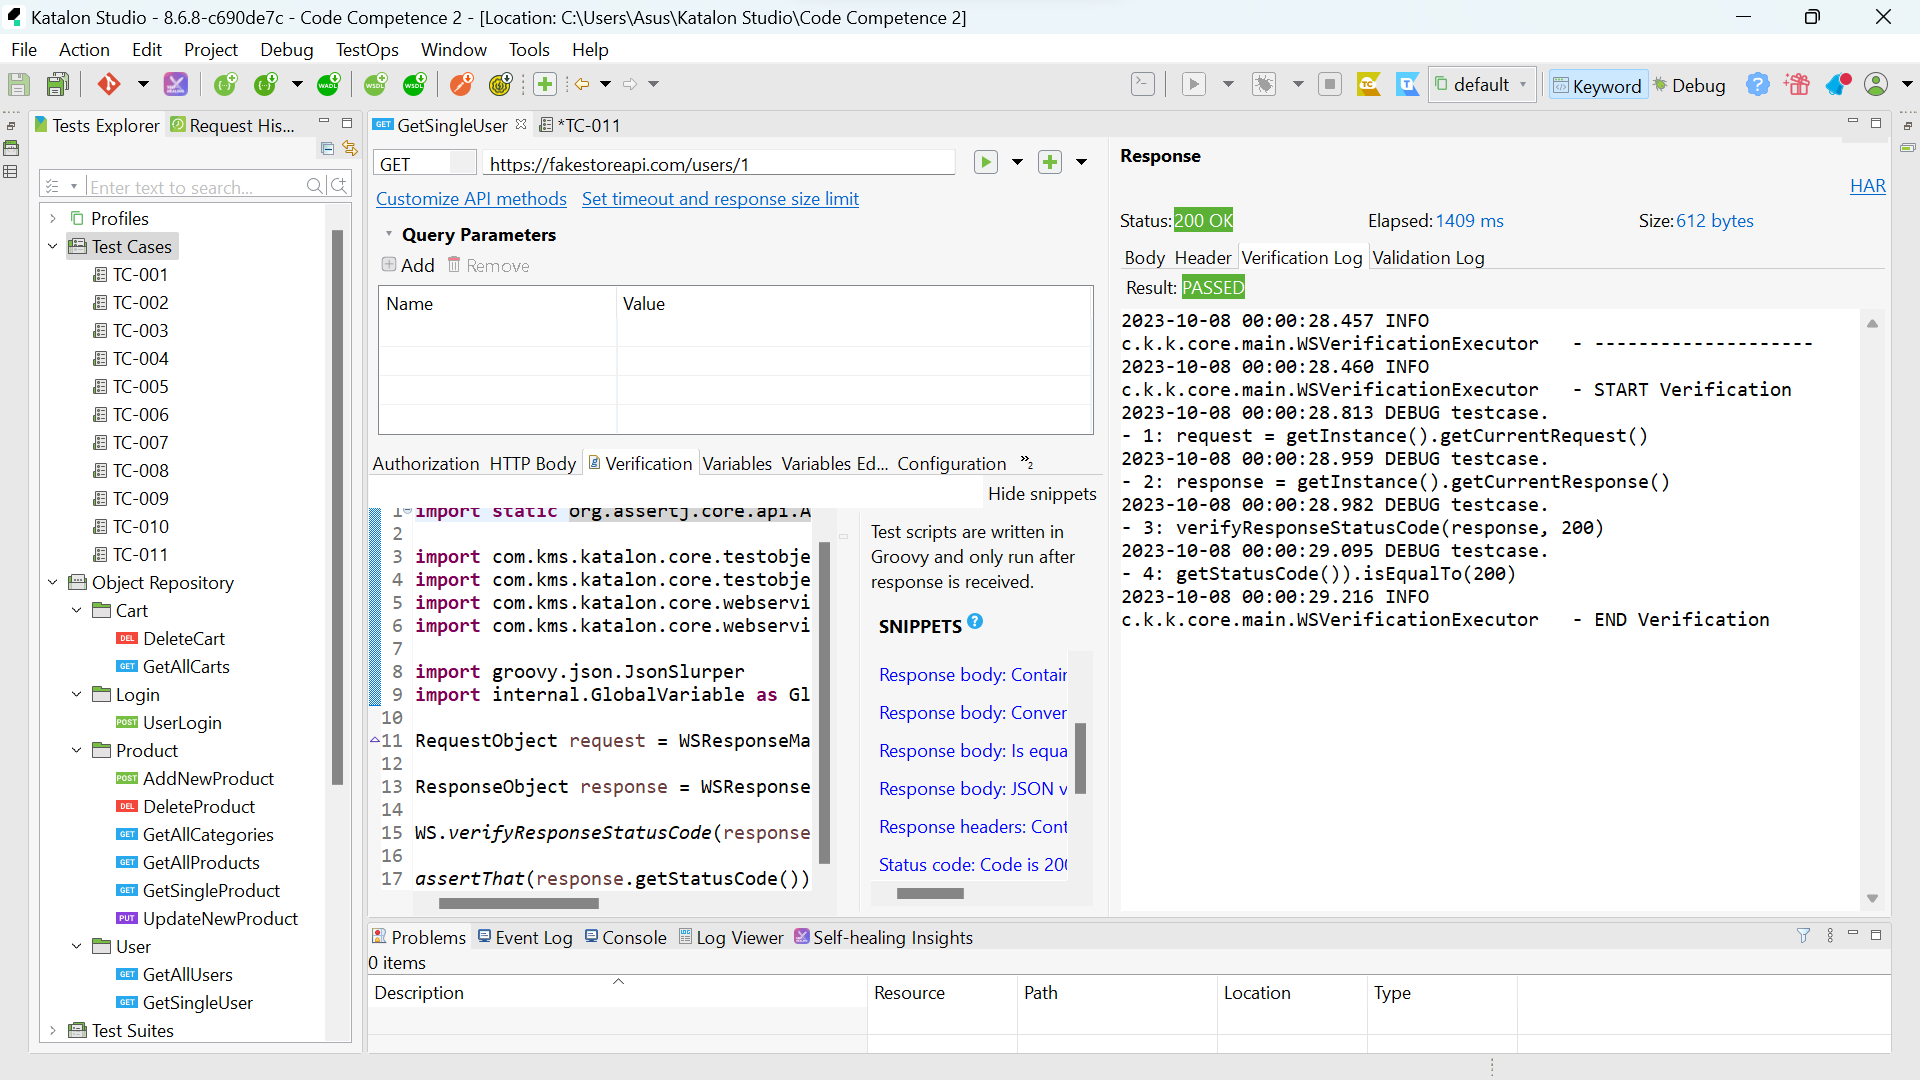 Katalon Studio - 8.6.8-c690de7c - Code Competence 2 - [Location: C:\Users\Asus\Katalon Studio\Code Competence 2]
File Action Edit Project Debug TestOps Window Tools Help
default Keyword Debug
Tests Explorer Request His...
Enter text to search...
Profiles
Test Cases
TC-001
TC-002
TC-003
TC-004
TC-005
TC-006
TC-007
TC-008
TC-009
TC-010
TC-011
Object Repository
Cart
DEL DeleteCart
GET GetAllCarts
Login
POST UserLogin
Product
POST AddNewProduct
DEL DeleteProduct
GET GetAllCategories
GET GetAllProducts
GET GetSingleProduct
PUT UpdateNewProduct
User
GET GetAllUsers
GET GetSingleUser
Test Suites
GET GetSingleUser *TC-011
GET https://fakestoreapi.com/users/1
Customize API methods Set timeout and response size limit
Query Parameters
Add Remove
Name Value
Authorization HTTP Body Verification Variables Variables Ed... Configuration »2
Hide snippets
1 import static org.assertj.core.api.A
2
3 import com.kms.katalon.core.testobje
4 import com.kms.katalon.core.testobje
5 import com.kms.katalon.core.webservi
6 import com.kms.katalon.core.webservi
7
8 import groovy.json.JsonSlurper
9 import internal.GlobalVariable as Gl
10
11 RequestObject request = WSResponseMa
12
13 ResponseObject response = WSResponse
14
15 WS.verifyResponseStatusCode(response
16
17 assertThat(response.getStatusCode())
Test scripts are written in
Groovy and only run after
response is received.
SNIPPETS ?
Response body: Contair
Response body: Conver
Response body: Is equa
Response body: JSON v
Response headers: Cont
Status code: Code is 200
Response
HAR
Status: 200 OK Elapsed: 1409 ms Size: 612 bytes
Body Header Verification Log Validation Log
Result: PASSED
2023-10-08 00:00:28.457 INFO
c.k.k.core.main.WSVerificationExecutor - --------------------
2023-10-08 00:00:28.460 INFO
c.k.k.core.main.WSVerificationExecutor - START Verification
2023-10-08 00:00:28.813 DEBUG testcase.
- 1: request = getInstance().getCurrentRequest()
2023-10-08 00:00:28.959 DEBUG testcase.
- 2: response = getInstance().getCurrentResponse()
2023-10-08 00:00:28.982 DEBUG testcase.
- 3: verifyResponseStatusCode(response, 200)
2023-10-08 00:00:29.095 DEBUG testcase.
- 4: getStatusCode()).isEqualTo(200)
2023-10-08 00:00:29.216 INFO
c.k.k.core.main.WSVerificationExecutor - END Verification
Problems Event Log Console Log Viewer Self-healing Insights
0 items
Description Resource Path Location Type